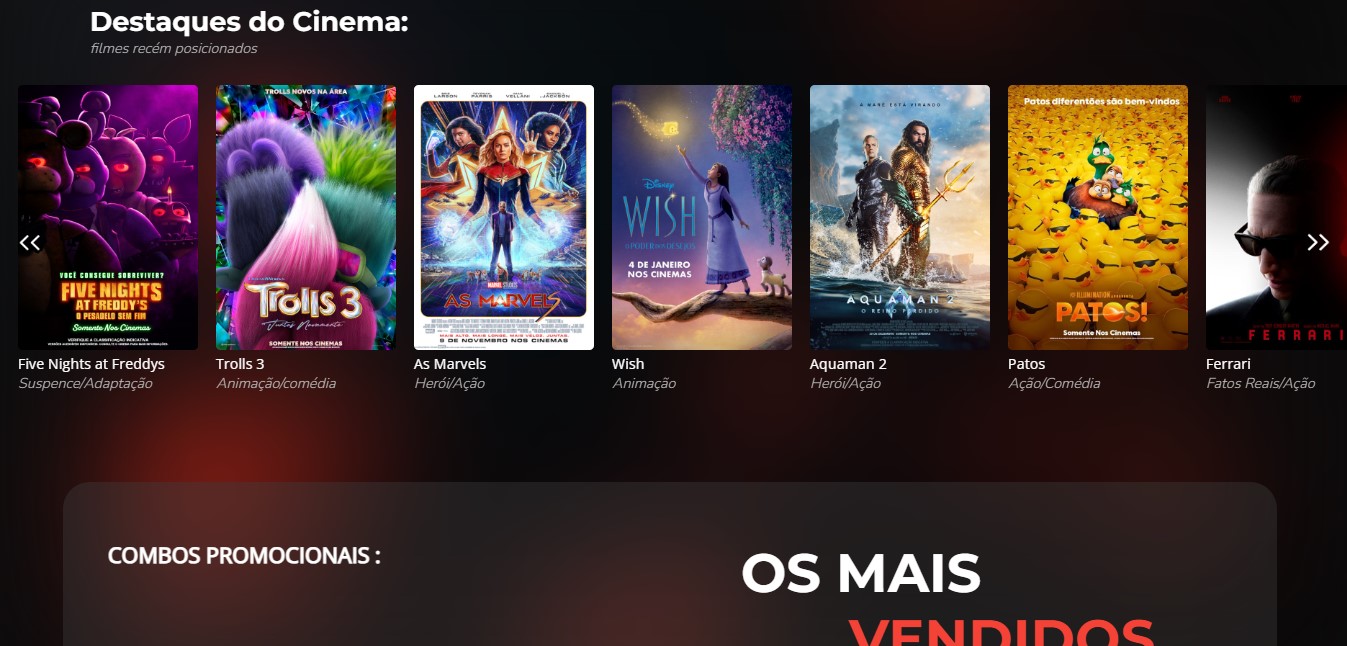 Destaques do Cinema:
filmes recém posicionados
VOCÊ CONSEGUE SOBREVIVER?
FIVE NIGHTS
AT FREDDY'S
O PESADELO SEM FIM
Somente Nos Cinemas
VERIFIQUE A CLASSIFICAÇÃO INDICATIVA
Five Nights at Freddys
Suspence/Adaptação
TROLLS NOVOS NA ÁREA
Trolls 3
Juntos Novamente
SOMENTE NOS CINEMAS
Trolls 3
Animação/comédia
LARSON PARRIS VELLANI JACKSON
MARVEL STUDIOS
AS MARVELS
MAIS ALTO. MAIS LONGE. MAIS VELOZ. JUNTAS.
9 DE NOVEMBRO NOS CINEMAS
As Marvels
Herói/Ação
Disney
WISH
O PODER DOS DESEJOS
4 DE JANEIRO
NOS CINEMAS
Wish
Animação
A MARÉ ESTÁ VIRANDO
AQUAMAN 2
O REINO PERDIDO
Aquaman 2
Herói/Ação
Patos diferentões são bem-vindos
ILLUMINATION
PATOS!
Somente Nos Cinemas
Patos
Ação/Comédia
FERRARI
Ferrari
Fatos Reais/Ação
COMBOS PROMOCIONAIS :
OS MAIS
VENDIDOS